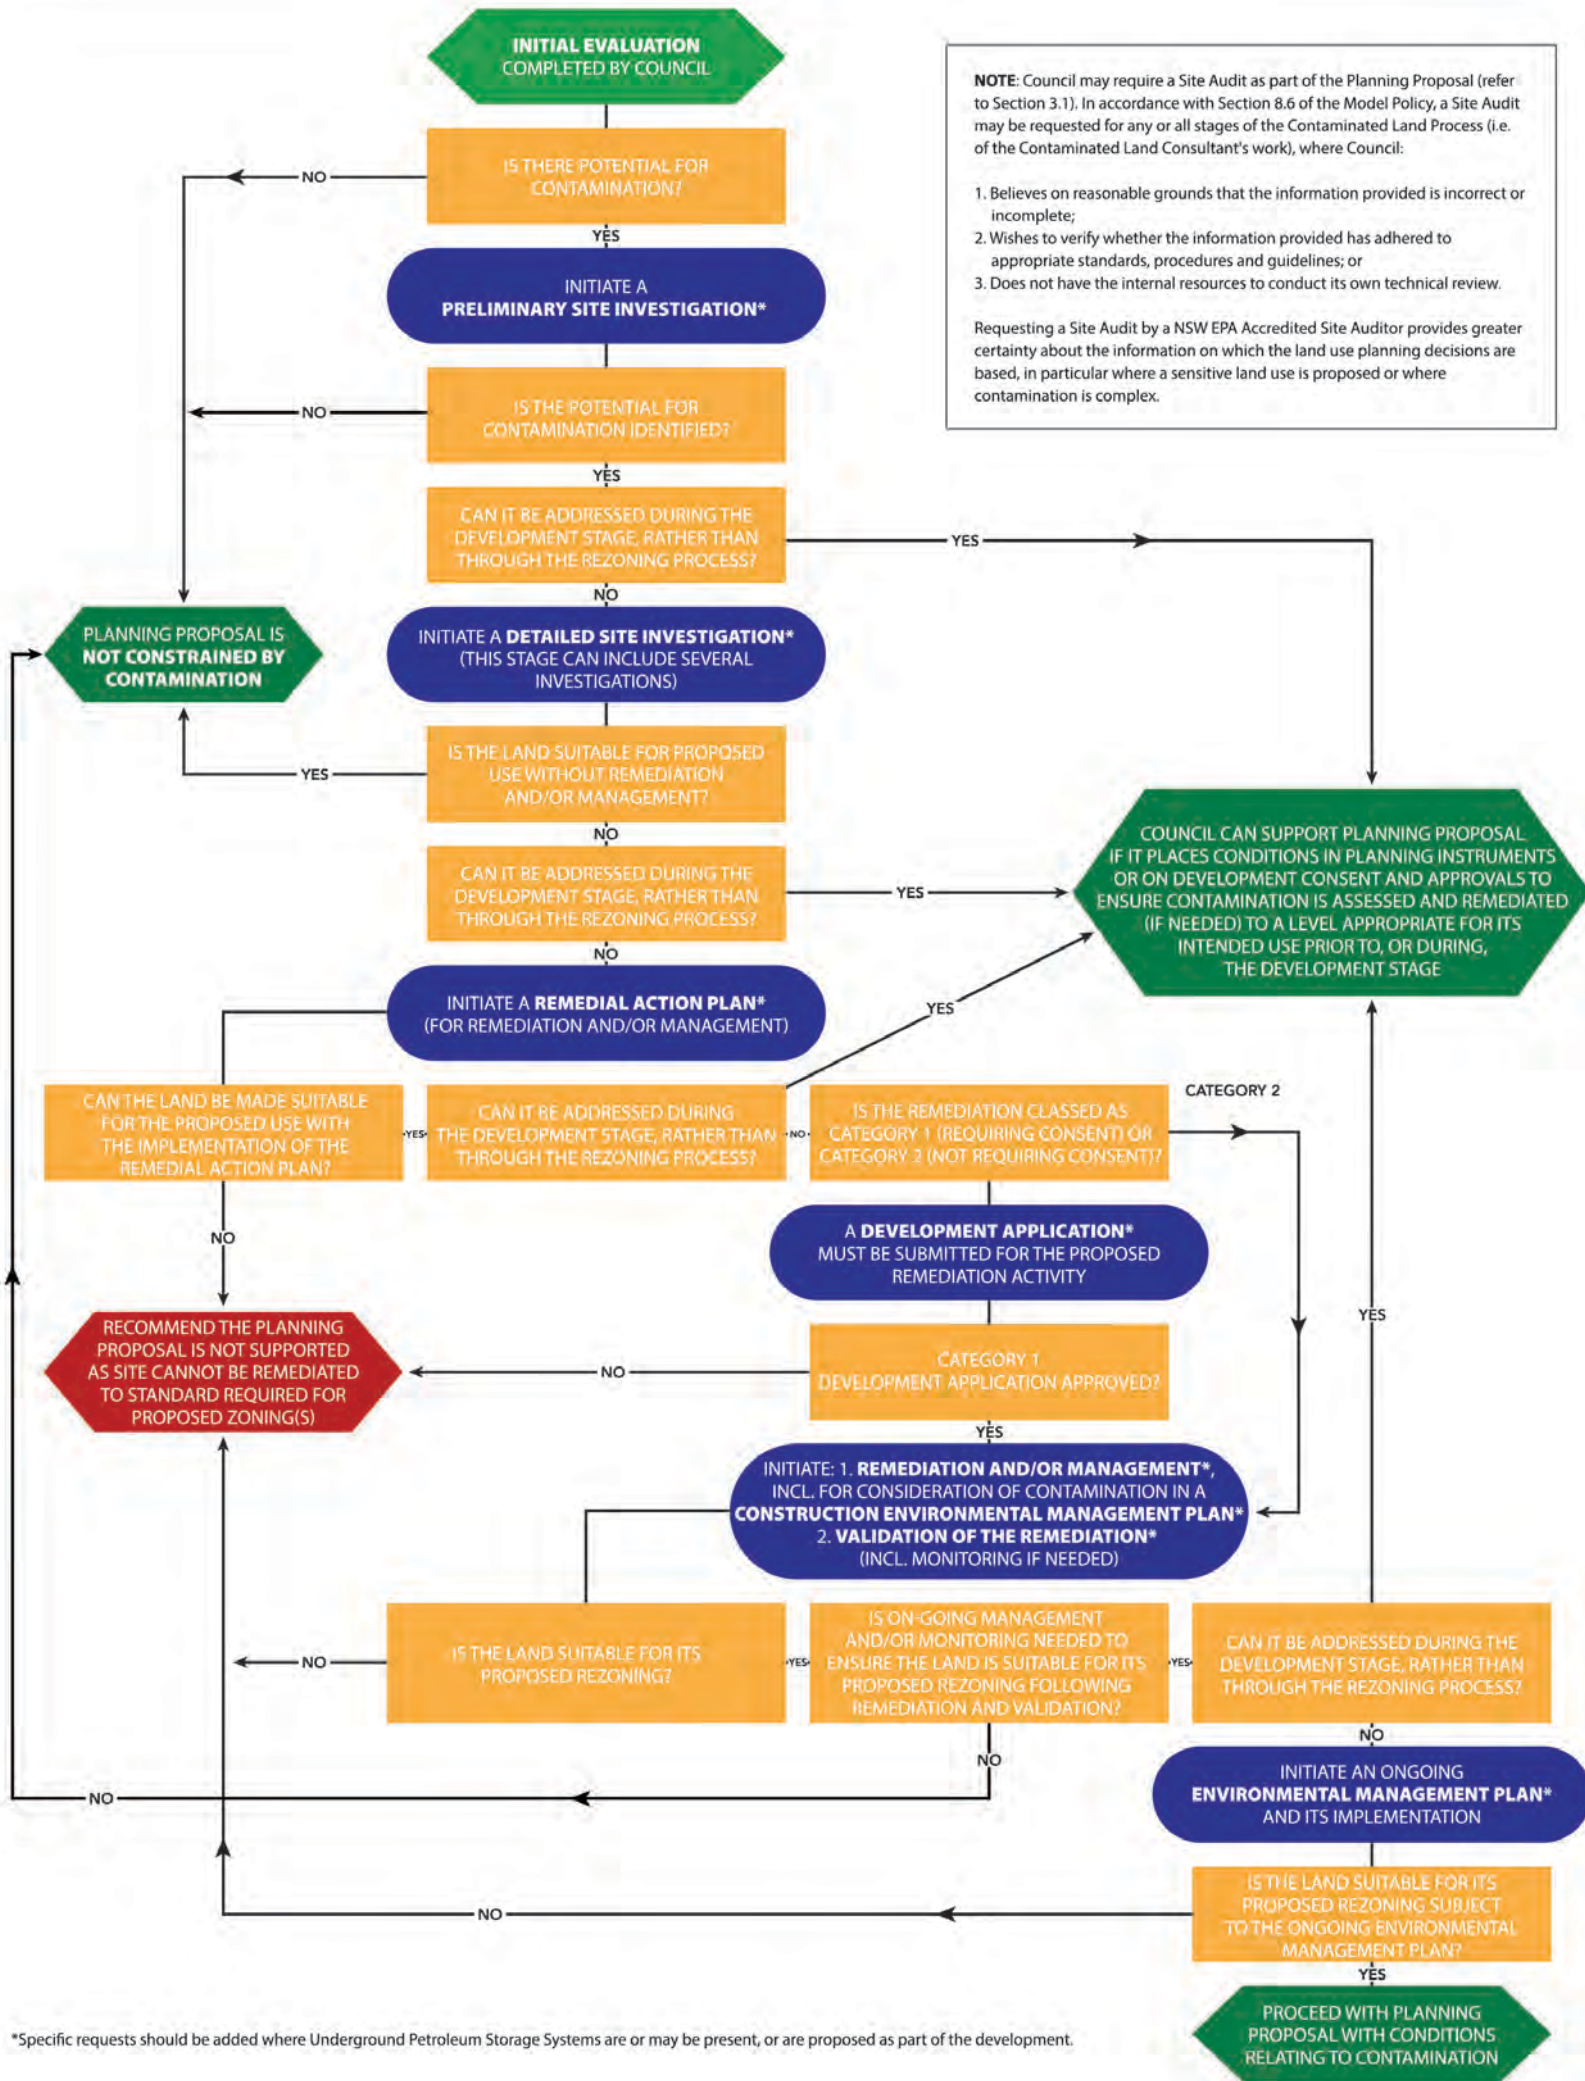 INITIAL EVALUATION
COMPLETED BY COUNCIL
NOTE: Council may require a Site Audit as part of the Planning Proposal (refer
to Section 3.1). In accordance with Section 8.6 of the Model Policy, a Site Audit
may be requested for any or all stages of the Contaminated Land Process (i.e.
of the Contaminated Land Consultant's work), where Council:
1. Believes on reasonable grounds that the information provided is incorrect or
incomplete;
2. Wishes to verify whether the information provided has adhered to
appropriate standards, procedures and guidelines; or
3. Does not have the internal resources to conduct its own technical review.
Requesting a Site Audit by a NSW EPA Accredited Site Auditor provides greater
certainty about the information on which the land use planning decisions are
based, in particular where a sensitive land use is proposed or where
contamination is complex.
IS THERE POTENTIAL FOR
CONTAMINATION?
NO
YES
INITIATE A
PRELIMINARY SITE INVESTIGATION*
IS THE POTENTIAL FOR
CONTAMINATION IDENTIFIED?
NO
YES
CAN IT BE ADDRESSED DURING THE
DEVELOPMENT STAGE, RATHER THAN
THROUGH THE REZONING PROCESS?
YES
NO
PLANNING PROPOSAL IS
NOT CONSTRAINED BY
CONTAMINATION
INITIATE A DETAILED SITE INVESTIGATION*
(THIS STAGE CAN INCLUDE SEVERAL
INVESTIGATIONS)
IS THE LAND SUITABLE FOR PROPOSED
USE WITHOUT REMEDIATION
AND/OR MANAGEMENT?
YES
NO
CAN IT BE ADDRESSED DURING THE
DEVELOPMENT STAGE, RATHER THAN
THROUGH THE REZONING PROCESS?
YES
NO
COUNCIL CAN SUPPORT PLANNING PROPOSAL
IF IT PLACES CONDITIONS IN PLANNING INSTRUMENTS
OR ON DEVELOPMENT CONSENT AND APPROVALS TO
ENSURE CONTAMINATION IS ASSESSED AND REMEDIATED
(IF NEEDED) TO A LEVEL APPROPRIATE FOR ITS
INTENDED USE PRIOR TO, OR DURING,
THE DEVELOPMENT STAGE
INITIATE A REMEDIAL ACTION PLAN*
(FOR REMEDIATION AND/OR MANAGEMENT)
YES
CAN THE LAND BE MADE SUITABLE
FOR THE PROPOSED USE WITH
THE IMPLEMENTATION OF THE
REMEDIAL ACTION PLAN?
YES
CAN IT BE ADDRESSED DURING
THE DEVELOPMENT STAGE, RATHER THAN
THROUGH THE REZONING PROCESS?
NO
IS THE REMEDIATION CLASSED AS
CATEGORY 1 (REQUIRING CONSENT) OR
CATEGORY 2 (NOT REQUIRING CONSENT)?
CATEGORY 2
NO
A DEVELOPMENT APPLICATION*
MUST BE SUBMITTED FOR THE PROPOSED
REMEDIATION ACTIVITY
YES
RECOMMEND THE PLANNING
PROPOSAL IS NOT SUPPORTED
AS SITE CANNOT BE REMEDIATED
TO STANDARD REQUIRED FOR
PROPOSED ZONING(S)
NO
CATEGORY 1
DEVELOPMENT APPLICATION APPROVED?
YES
INITIATE: 1. REMEDIATION AND/OR MANAGEMENT*,
INCL. FOR CONSIDERATION OF CONTAMINATION IN A
CONSTRUCTION ENVIRONMENTAL MANAGEMENT PLAN*
2. VALIDATION OF THE REMEDIATION*
(INCL. MONITORING IF NEEDED)
NO
IS THE LAND SUITABLE FOR ITS
PROPOSED REZONING?
YES
IS ON-GOING MANAGEMENT
AND/OR MONITORING NEEDED TO
ENSURE THE LAND IS SUITABLE FOR ITS
PROPOSED REZONING FOLLOWING
REMEDIATION AND VALIDATION?
YES
CAN IT BE ADDRESSED DURING THE
DEVELOPMENT STAGE, RATHER THAN
THROUGH THE REZONING PROCESS?
NO
NO
NO
INITIATE AN ONGOING
ENVIRONMENTAL MANAGEMENT PLAN*
AND ITS IMPLEMENTATION
NO
IS THE LAND SUITABLE FOR ITS
PROPOSED REZONING SUBJECT
TO THE ONGOING ENVIRONMENTAL
MANAGEMENT PLAN?
YES
PROCEED WITH PLANNING
PROPOSAL WITH CONDITIONS
RELATING TO CONTAMINATION
*Specific requests should be added where Underground Petroleum Storage Systems are or may be present, or are proposed as part of the development.